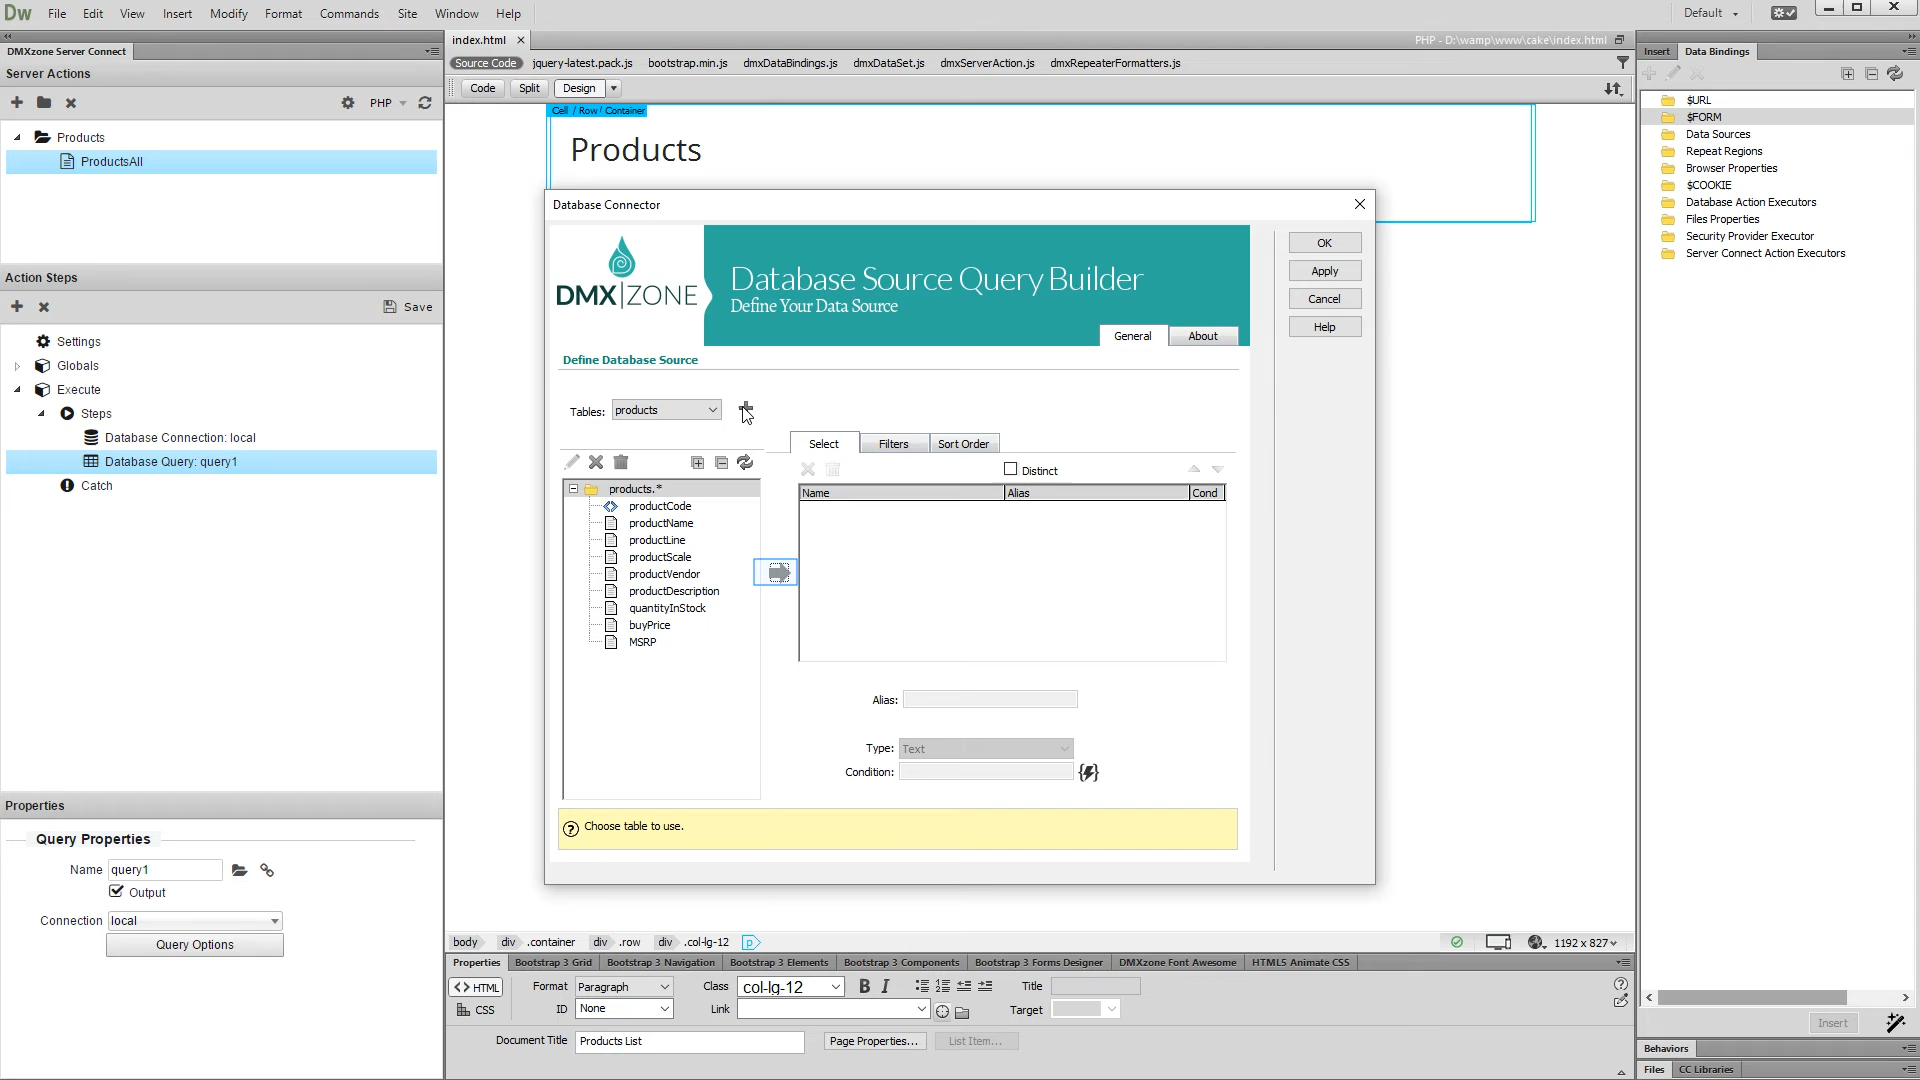 Dw File Edit View Insert Modify Format Commands Site Window Help Default
DMXzone Server Connect
Server Actions
PHP
Products
ProductsAll
Action Steps
Save
Settings
Globals
Execute
Steps
Database Connection: local
Database Query: query1
Catch
Properties
Query Properties
Name query1
Output
Connection local
Query Options
index.html
PHP - D:\wamp\www\cake\index.html
Source Code jquery-latest.pack.js bootstrap.min.js dmxDataBindings.js dmxDataSet.js dmxServerAction.js dmxRepeaterFormatters.js
Code Split Design
Cell / Row / Container
Products
Database Connector
DMX|ZONE
Database Source Query Builder
Define Your Data Source
General About
Define Database Source
Tables: products
Select Filters Sort Order
Distinct
Name Alias Cond
products.*
productCode
productName
productLine
productScale
productVendor
productDescription
quantityInStock
buyPrice
MSRP
Alias:
Type: Text
Condition:
Choose table to use.
OK
Apply
Cancel
Help
body div .container div .row div .col-lg-12 p
1192 x 827
Properties Bootstrap 3 Grid Bootstrap 3 Navigation Bootstrap 3 Elements Bootstrap 3 Components Bootstrap 3 Forms Designer DMXzone Font Awesome HTML5 Animate CSS
<> HTML Format Paragraph Class col-lg-12 B I Title
CSS ID None Link Target
Document Title Products List Page Properties... List Item...
Insert Data Bindings
$URL
$FORM
Data Sources
Repeat Regions
Browser Properties
$COOKIE
Database Action Executors
Files Properties
Security Provider Executor
Server Connect Action Executors
Insert
Behaviors
Files CC Libraries